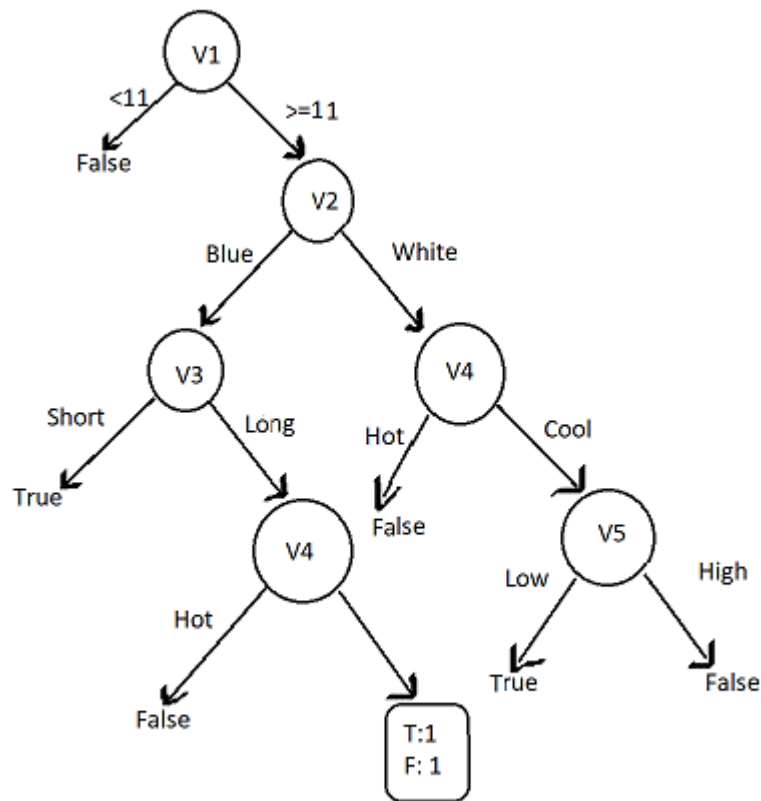 V1
<11
>=11
False
V2
Blue
White
V3
V4
Short
Long
Hot
Cool
True
False
V4
V5
Low
High
Hot
True
False
False
T:1
F: 1